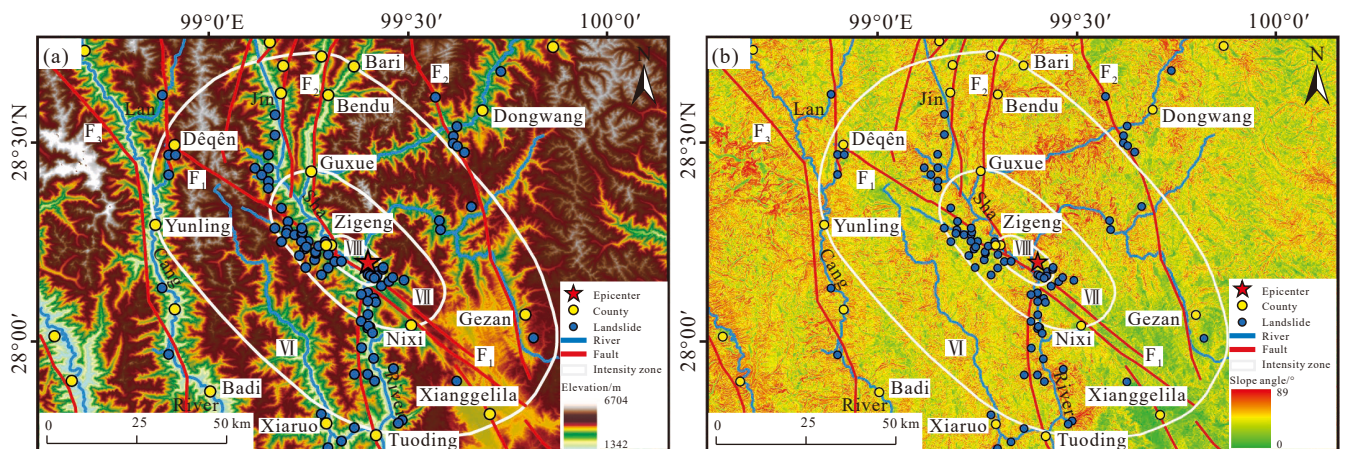 99°0′E
99°30′E
100°0′E
99°0′E
99°30′E
100°0′E
(a)
N
Bari
F2
F2
Lan
Jin
Bendu
Dongwang
28°30′N
F3
Dêqên
Guxue
F1
Sha
Zigeng
Yunling
VIII
Cang
VII
Gezan
Nixi
28°00′N
VI
F1
Badi
River
River
Xianggelila
Xiaruo
Tuoding
0 25 50 km
Epicenter
County
Landslide
River
Fault
Intensity zone
Elevation/m
6704
1342
(b)
N
Bari
F2
F2
Lan
Jin
Bendu
Dongwang
28°30′N
F3
Dêqên
Guxue
F1
Sha
Zigeng
Yunling
VIII
Cang
VII
Gezan
Nixi
28°00′N
VI
F1
Badi
River
River
Xianggelila
Xiaruo
Tuoding
0 25 50 km
Epicenter
County
Landslide
River
Fault
Intensity zone
Slope angle/°
89
0